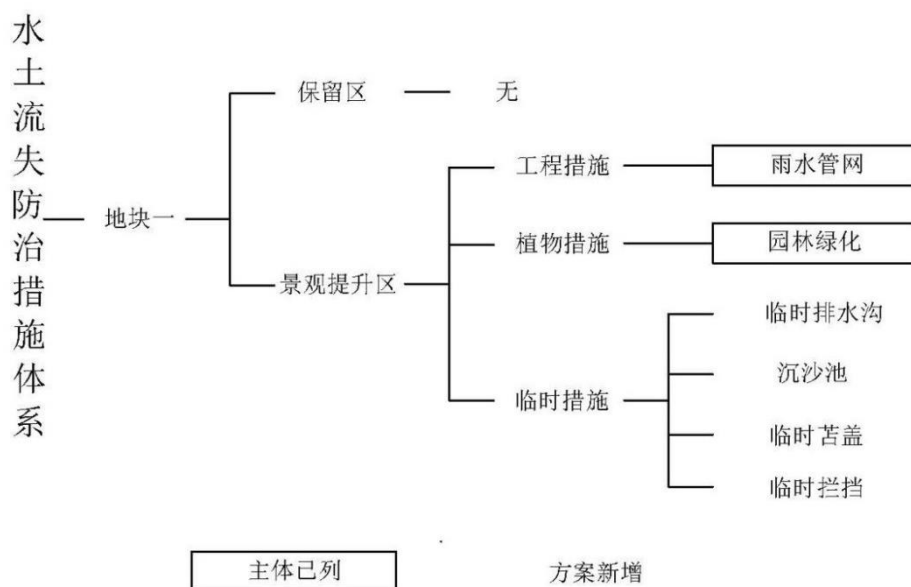 水土流失防治措施体系
地块一
保留区
无
景观提升区
工程措施
雨水管网
植物措施
园林绿化
临时措施
临时排水沟
沉沙池
临时苫盖
临时拦挡
主体已列
方案新增